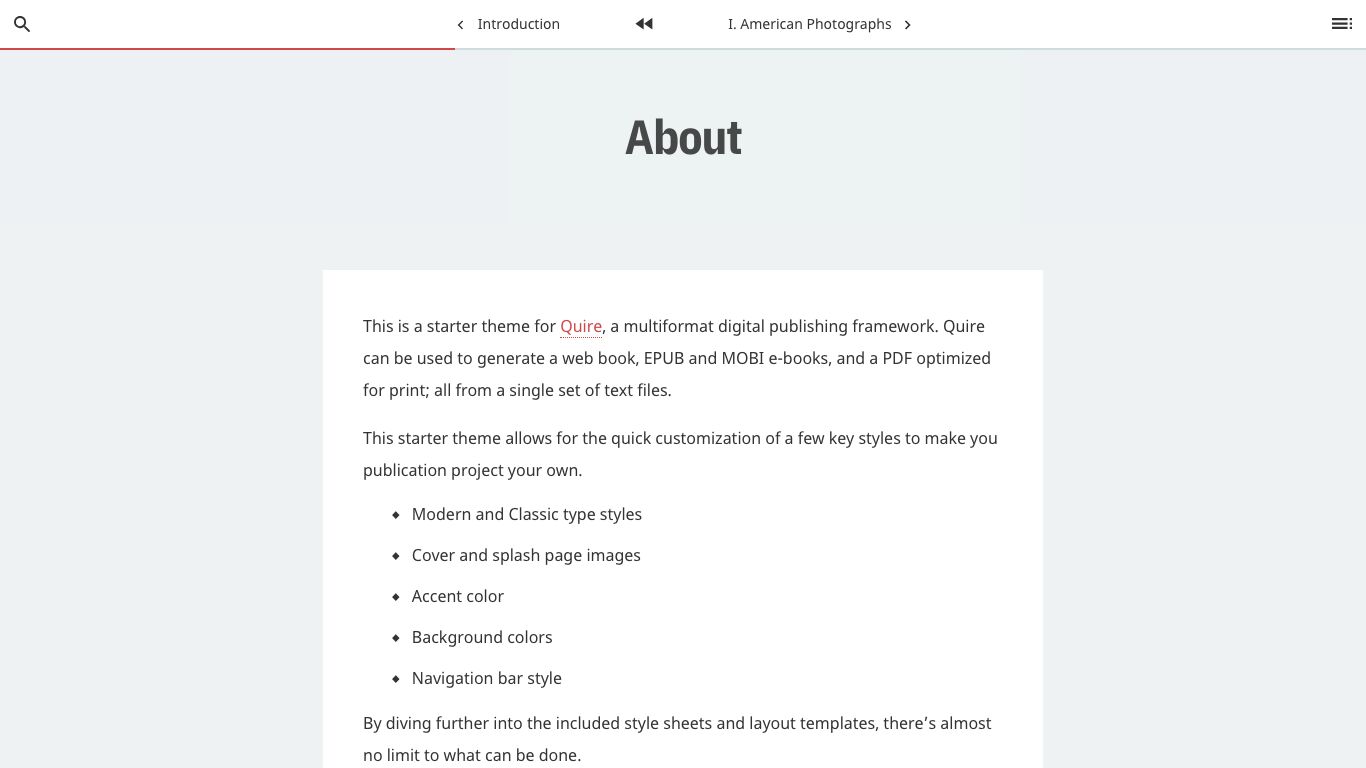 Introduction
I. American Photographs
About
This is a starter theme for Quire, a multiformat digital publishing framework. Quire
can be used to generate a web book, EPUB and MOBI e-books, and a PDF optimized
for print; all from a single set of text files.
This starter theme allows for the quick customization of a few key styles to make you
publication project your own.
Modern and Classic type styles
Cover and splash page images
Accent color
Background colors
Navigation bar style
By diving further into the included style sheets and layout templates, there’s almost
no limit to what can be done.